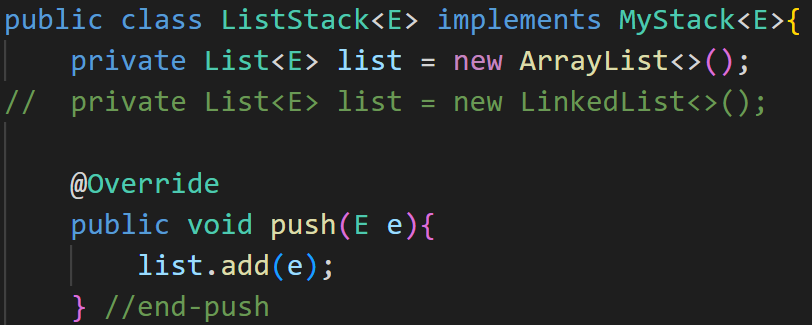 public class ListStack<E> implements MyStack<E>{
    private List<E> list = new ArrayList<>();
//  private List<E> list = new LinkedList<>();
    @Override
    public void push(E e){
        list.add(e);
    } //end-push